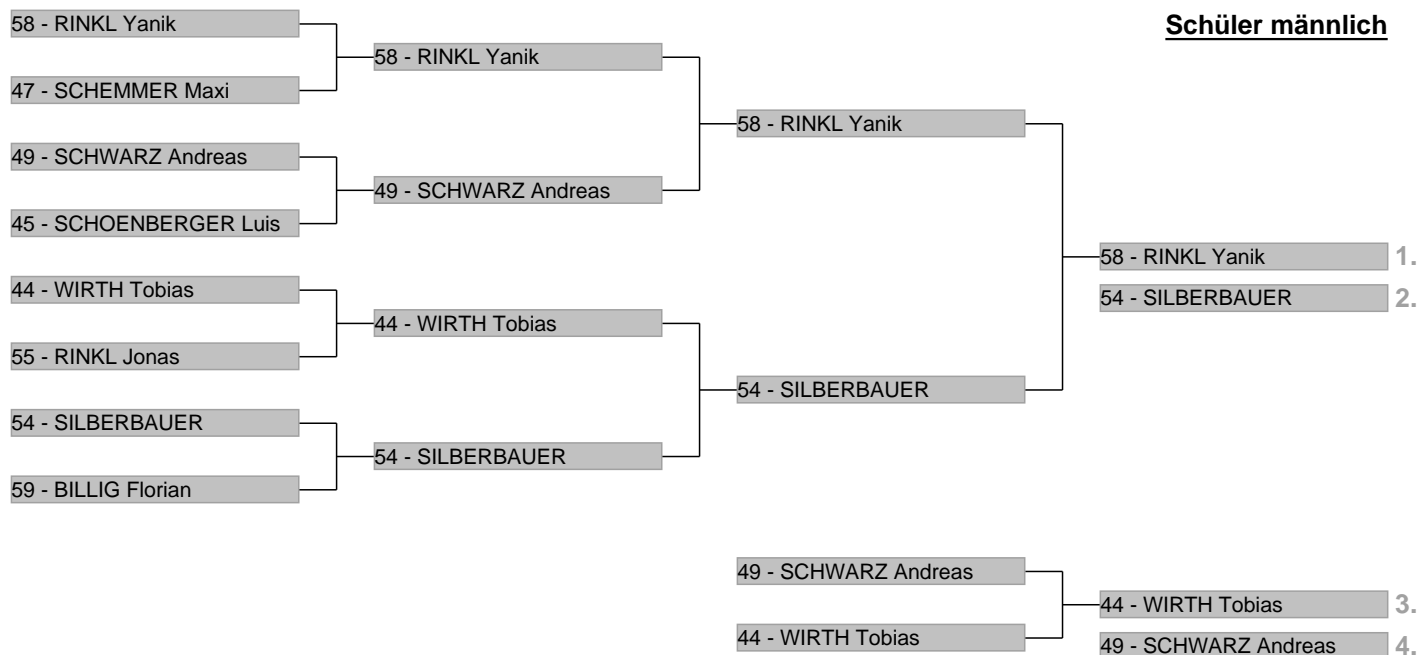 Schüler männlich
58 - RINKL Yanik
47 - SCHEMMER Maxi
49 - SCHWARZ Andreas
45 - SCHOENBERGER Luis
44 - WIRTH Tobias
55 - RINKL Jonas
54 - SILBERBAUER
59 - BILLIG Florian
58 - RINKL Yanik
49 - SCHWARZ Andreas
44 - WIRTH Tobias
54 - SILBERBAUER
58 - RINKL Yanik
54 - SILBERBAUER
58 - RINKL Yanik 1.
54 - SILBERBAUER 2.
49 - SCHWARZ Andreas
44 - WIRTH Tobias
44 - WIRTH Tobias 3.
49 - SCHWARZ Andreas 4.